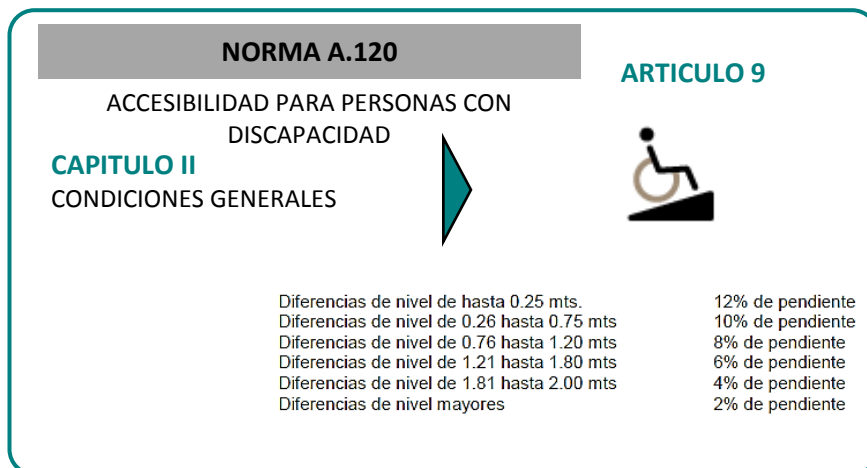 NORMA A.120
ARTICULO 9
ACCESIBILIDAD PARA PERSONAS CON
DISCAPACIDAD
CAPITULO II
CONDICIONES GENERALES
Diferencias de nivel de hasta 0.25 mts. 12% de pendiente
Diferencias de nivel de 0.26 hasta 0.75 mts 10% de pendiente
Diferencias de nivel de 0.76 hasta 1.20 mts 8% de pendiente
Diferencias de nivel de 1.21 hasta 1.80 mts 6% de pendiente
Diferencias de nivel de 1.81 hasta 2.00 mts 4% de pendiente
Diferencias de nivel mayores 2% de pendiente